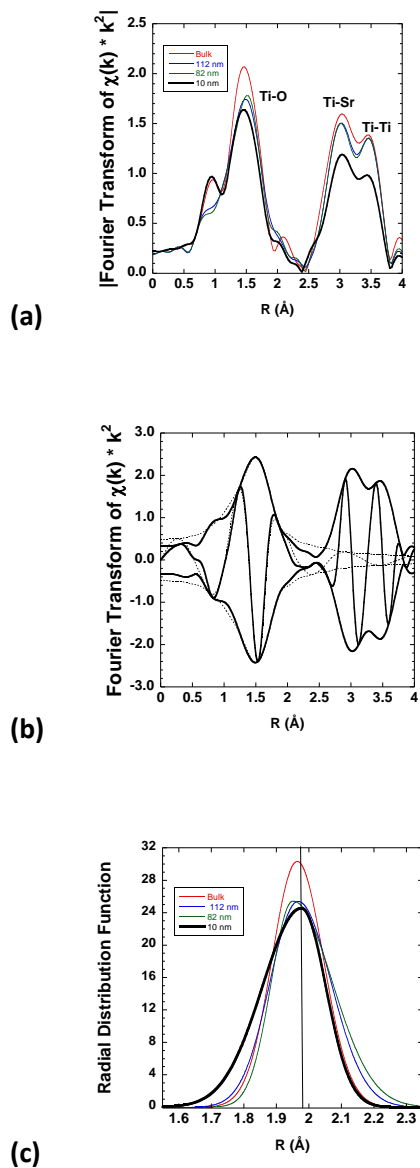 2.5
2.0
1.5
1.0
0.5
0.0
|Fourier Transform of χ(k) * k²|
Bulk
112 nm
82 nm
10 nm
Ti-O
Ti-Sr
Ti-Ti
0 0.5 1 1.5 2 2.5 3 3.5 4
R (Å)
(a)
3.0
2.0
1.0
0.0
-1.0
-2.0
-3.0
Fourier Transform of χ(k) * k²
0 0.5 1 1.5 2 2.5 3 3.5 4
R (Å)
(b)
32
28
24
20
16
12
8
4
0
Radial Distribution Function
Bulk
112 nm
82 nm
10 nm
1.6 1.7 1.8 1.9 2 2.1 2.2 2.3
R (Å)
(c)